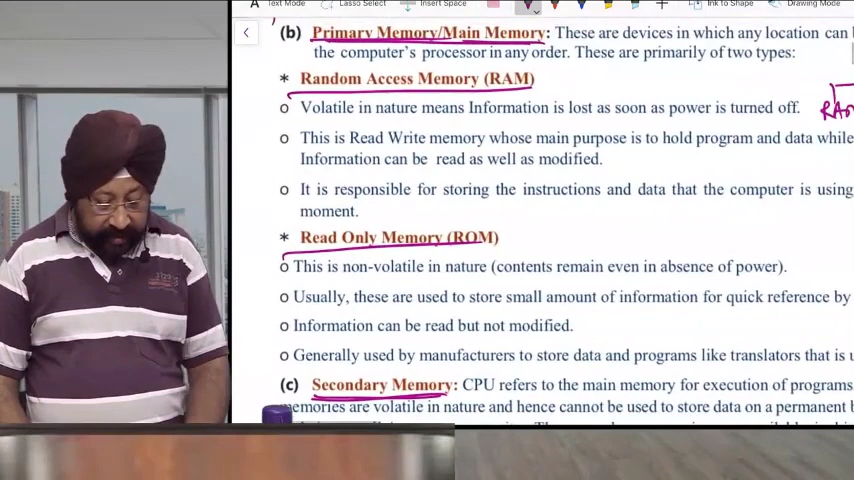 A Text Mode Lasso Select Insert Space Ink to Shape Drawing Mode
(b) Primary Memory/Main Memory: These are devices in which any location can
the computer's processor in any order. These are primarily of two types:
* Random Access Memory (RAM)
o Volatile in nature means Information is lost as soon as power is turned off.
o This is Read Write memory whose main purpose is to hold program and data while
Information can be read as well as modified.
o It is responsible for storing the instructions and data that the computer is using
moment.
* Read Only Memory (ROM)
o This is non-volatile in nature (contents remain even in absence of power).
o Usually, these are used to store small amount of information for quick reference by
o Information can be read but not modified.
o Generally used by manufacturers to store data and programs like translators that is
(c) Secondary Memory: CPU refers to the main memory for execution of programs
memories are volatile in nature and hence cannot be used to store data on a permanent